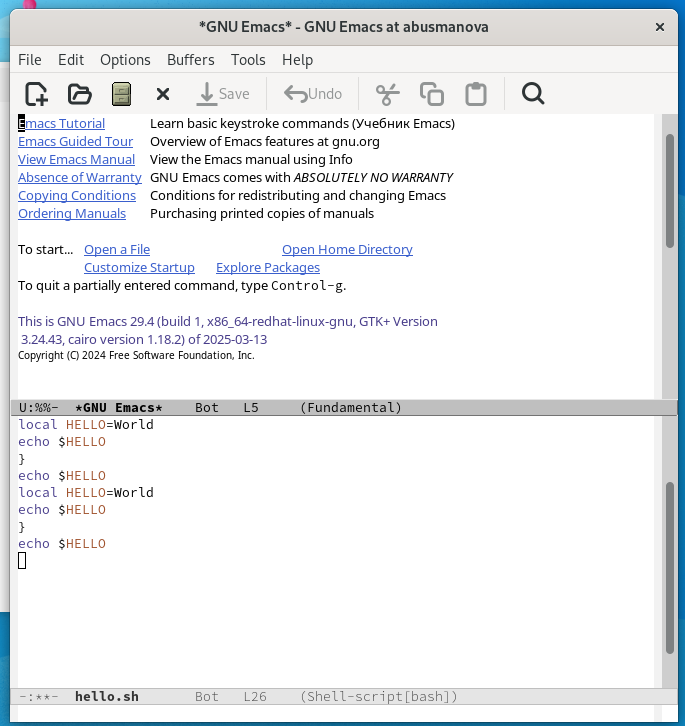 *GNU Emacs* - GNU Emacs at abusmanova
File Edit Options Buffers Tools Help
Save Undo
Emacs Tutorial Learn basic keystroke commands (Учебник Emacs)
Emacs Guided Tour Overview of Emacs features at gnu.org
View Emacs Manual View the Emacs manual using Info
Absence of Warranty GNU Emacs comes with ABSOLUTELY NO WARRANTY
Copying Conditions Conditions for redistributing and changing Emacs
Ordering Manuals Purchasing printed copies of manuals
To start... Open a File Open Home Directory
Customize Startup Explore Packages
To quit a partially entered command, type Control-g.
This is GNU Emacs 29.4 (build 1, x86_64-redhat-linux-gnu, GTK+ Version
3.24.43, cairo version 1.18.2) of 2025-03-13
Copyright (C) 2024 Free Software Foundation, Inc.
U:%%- *GNU Emacs* Bot L5 (Fundamental)
local HELLO=World
echo $HELLO
}
echo $HELLO
local HELLO=World
echo $HELLO
}
echo $HELLO
-:**- hello.sh Bot L26 (Shell-script[bash])